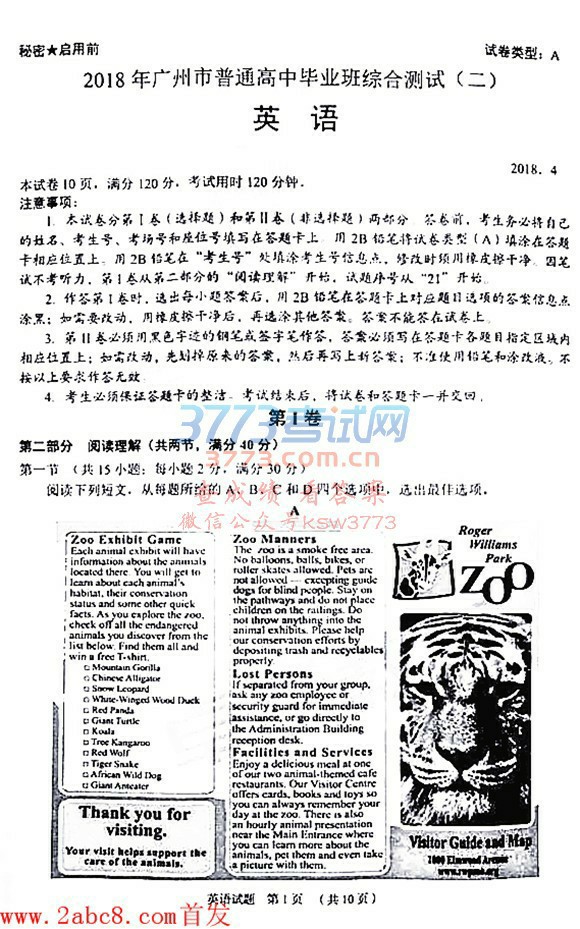 秘密★启用前
试卷类型：A
2018 年广州市普通高中毕业班综合测试（二）
英 语
2018．4
本试卷 10 页，满分 120 分，考试用时 120 分钟。
注意事项：
1．本试卷分第 I 卷（选择题）和第 II 卷（非选择题）两部分 答卷前，考生务必将自己
的姓名、考生号、考场号和座位号填写在答题卡上 用 2B 铅笔将试卷类型（A）填涂在答题
卡相应位置上。用 2B 铅笔在“考生号”处填涂考生号信息点，修改时须用橡皮擦干净。因笔
试不考听力，第 I 卷从第二部分的“阅读理解”开始，试题序号从“21”开始。
2．作答第 I 卷时，选出每小题答案后，用 2B 铅笔在答题卡上对应题目选项的答案信息点
涂黑；如需要改动，用橡皮擦干净后，再选涂其他答案。答案不能答在试卷上。
3．第 II 卷必须用黑色字迹的钢笔或签字笔作答，答案必须写在答题卡各题目指定区域内
相应位置上；如需改动，先划掉原来的答案，然后再写上新答案；不准使用铅笔和涂改液。不
按以上要求作答无效
4．考生必须保证答题卡的整洁 考试结束后，将试卷和答题卡一并交回．
3773考试网
第 I 卷
第二部分 阅读理解（共两节，满分 40 分）
第一节 （共 15 小题；每小题 2 分，满分 30 分）
查成绩看答案
阅读下列短文，从每题所给的 A、B、C 和 D 四个选项中，选出最佳选项。
微信公众号ksw3773
A
Zoo Exhibit Game
Each animal exhibit will have
information about the animals
located there. You will get to
learn about each animal's
habitat, their conservation
status and some other quick
facts. As you explore the zoo,
check off all the endangered
animals you discover from the
list below. Find them all and
win a free T-shirt.
□ Mountain Gorilla
□ Chinese Alligator
□ Snow Leopard
□ White-Winged Wood Duck
□ Red Panda
□ Giant Turtle
□ Koala
□ Tree Kangaroo
□ Red Wolf
□ Tiger Snake
□ African Wild Dog
□ Giant Anteater
Thank you for
visiting.
Your visit helps support the
care of the animals.
Zoo Manners
The zoo is a smoke free area.
No balloons, balls, bikes, or
roller skates allowed. Pets are
not allowed — excepting guide
dogs for blind people. Stay on
the pathways and do not place
children on the railings. Do
not throw anything into the
animal exhibits. Please help
our conservation efforts by
depositing trash and recyclables
properly.
Lost Persons
If separated from your group,
ask any zoo employee or
security guard for immediate
assistance, or go directly to
the Administration Building
reception desk.
Facilities and Services
Enjoy a delicious meal at one
of our two animal-themed cafe
restaurants. Our Visitor Centre
offers cards, books and toys so
you can always remember your
day at the zoo. There is also
an hourly animal presentation
near the Main Entrance where
you can learn more about the
animals, pet them and even take
a picture with them.
Roger
Williams
Park
ZOO
Visitor Guide and Map
1000 Elmwood Avenue
www.rwpzoo.org
英语试题 第 1 页 （共 10 页）
www.2abc8.com 首发